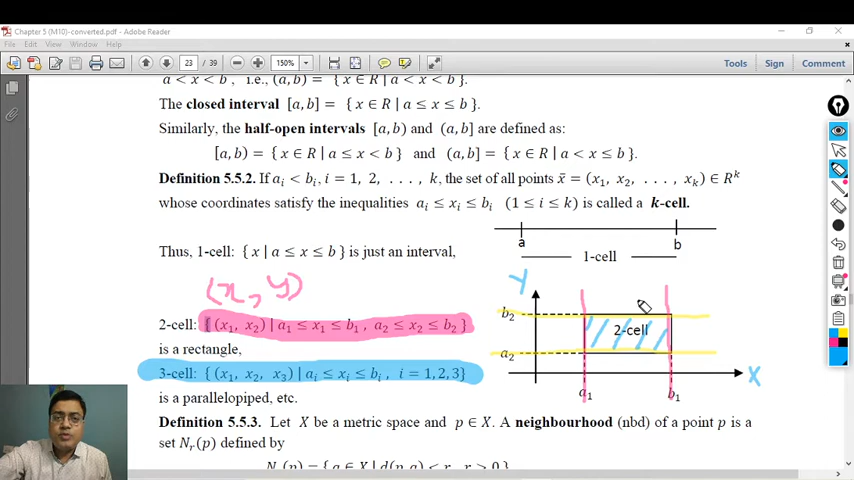 Chapter 5 (M10)-converted.pdf - Adobe Reader
File Edit View Window Help
23 / 39 150% Tools Sign Comment
a < x < b , i.e., (a, b) = { x ∈ R | a < x < b }.
The closed interval [a, b] = { x ∈ R | a ≤ x ≤ b }.
Similarly, the half-open intervals [a, b) and (a, b] are defined as:
[a, b) = { x ∈ R | a ≤ x < b } and (a, b] = { x ∈ R | a < x ≤ b }.
Definition 5.5.2. If aᵢ < bᵢ, i = 1, 2, . . . , k, the set of all points x̄ = (x₁, x₂, . . . , xₖ) ∈ Rᵏ
whose coordinates satisfy the inequalities aᵢ ≤ xᵢ ≤ bᵢ (1 ≤ i ≤ k) is called a k-cell.
a b
Thus, 1-cell: { x | a ≤ x ≤ b } is just an interval,
1-cell
(x, y)
Y
b₂
2-cell: { (x₁, x₂) | a₁ ≤ x₁ ≤ b₁ , a₂ ≤ x₂ ≤ b₂ }
2-cell
is a rectangle,
a₂
3-cell: { (x₁, x₂, x₃) | aᵢ ≤ xᵢ ≤ bᵢ , i = 1,2,3}
X
is a parallelopiped, etc.
a₁ b₁
Definition 5.5.3. Let X be a metric space and p ∈ X. A neighbourhood (nbd) of a point p is a
set Nᵣ(p) defined by
Nᵣ(p) = { q ∈ X | d(p, q) < r, r > 0 }